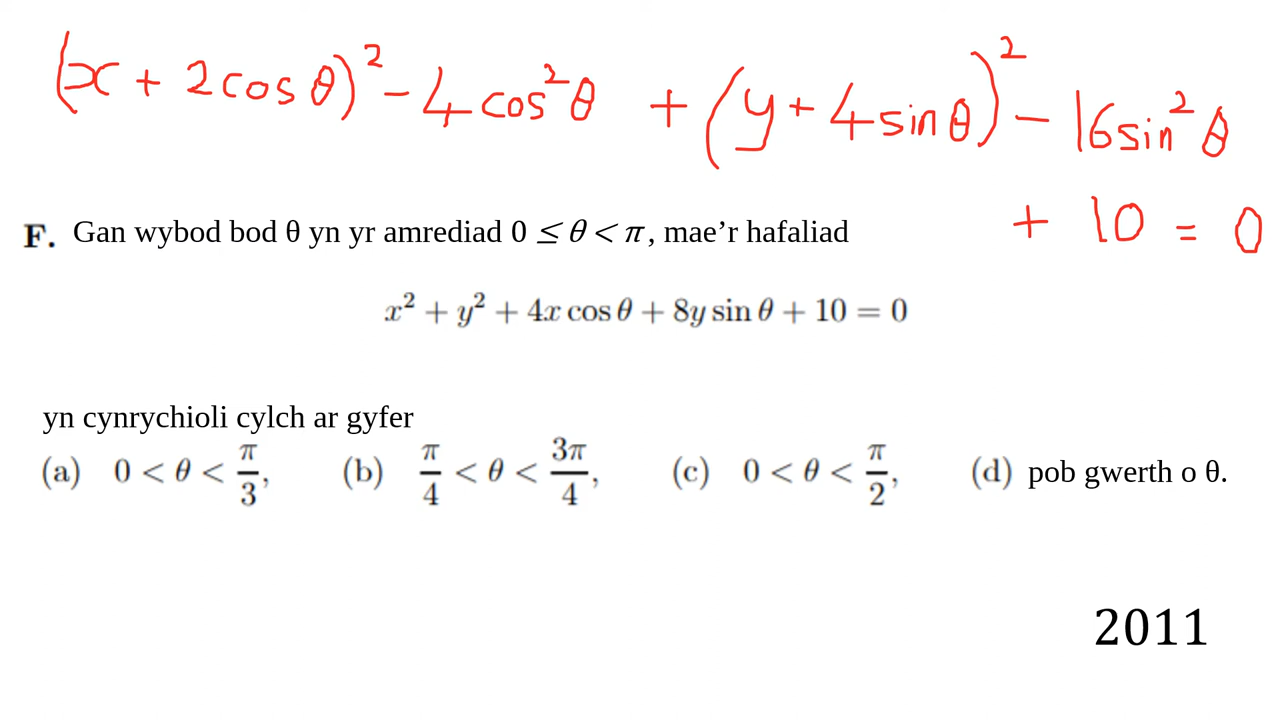 (x + 2cosθ)² - 4cos²θ + (y + 4sinθ)² - 16sin²θ
+ 10 = 0
F. Gan wybod bod θ yn yr amrediad 0 ≤ θ < π, mae’r hafaliad
x² + y² + 4x cos θ + 8y sin θ + 10 = 0
yn cynrychioli cylch ar gyfer
(a) 0 < θ < π/3, (b) π/4 < θ < 3π/4, (c) 0 < θ < π/2, (d) pob gwerth o θ.
2011